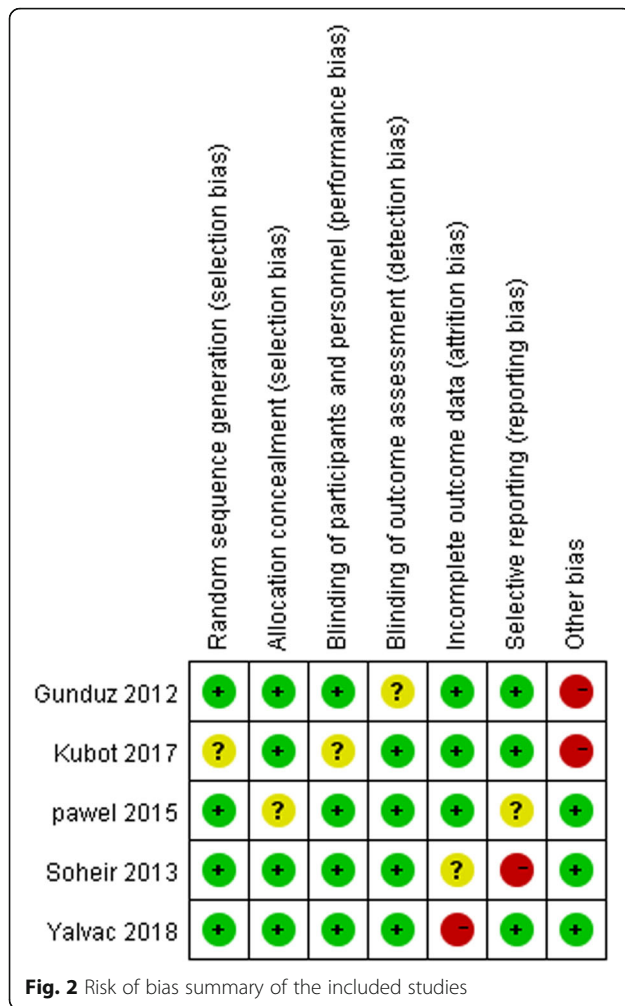 Random sequence generation (selection bias)
Allocation concealment (selection bias)
Blinding of participants and personnel (performance bias)
Blinding of outcome assessment (detection bias)
Incomplete outcome data (attrition bias)
Selective reporting (reporting bias)
Other bias
Gunduz 2012 + + + ? + + -
Kubot 2017 ? + ? + + + -
pawel 2015 + ? + + + ? +
Soheir 2013 + + + + ? - +
Yalvac 2018 + + + + - + +
Fig. 2 Risk of bias summary of the included studies